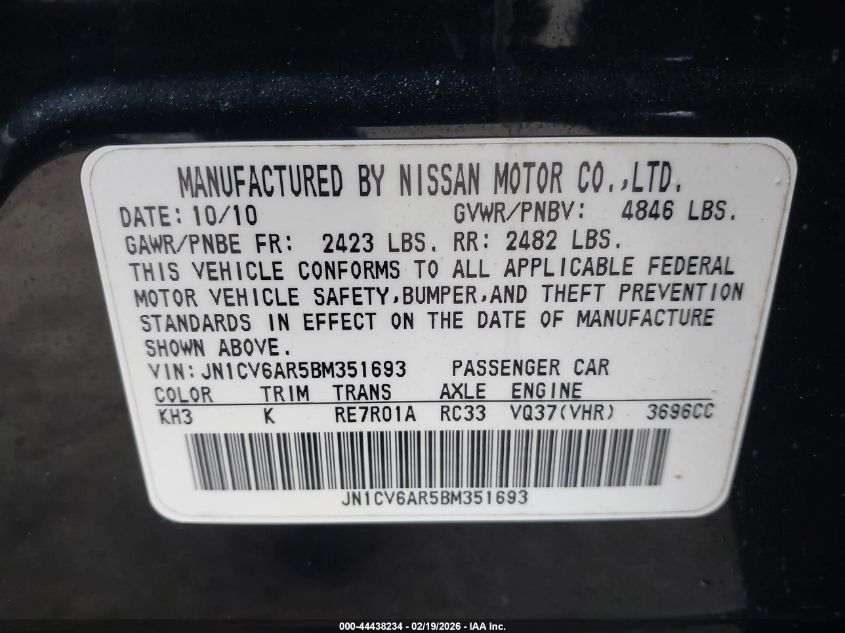 MANUFACTURED BY NISSAN MOTOR CO.,LTD.
DATE: 10/10 GVWR/PNBV: 4846 LBS.
GAWR/PNBE FR: 2423 LBS. RR: 2482 LBS.
THIS VEHICLE CONFORMS TO ALL APPLICABLE FEDERAL
MOTOR VEHICLE SAFETY,BUMPER,AND THEFT PREVENTION
STANDARDS IN EFFECT ON THE DATE OF MANUFACTURE
SHOWN ABOVE.
VIN: JN1CV6AR5BM351693 PASSENGER CAR
COLOR TRIM TRANS AXLE ENGINE
KH3 K RE7R01A RC33 VQ37(VHR) 3696CC
JN1CV6AR5BM351693
000-44438234 - 02/19/2026 - IAA Inc.